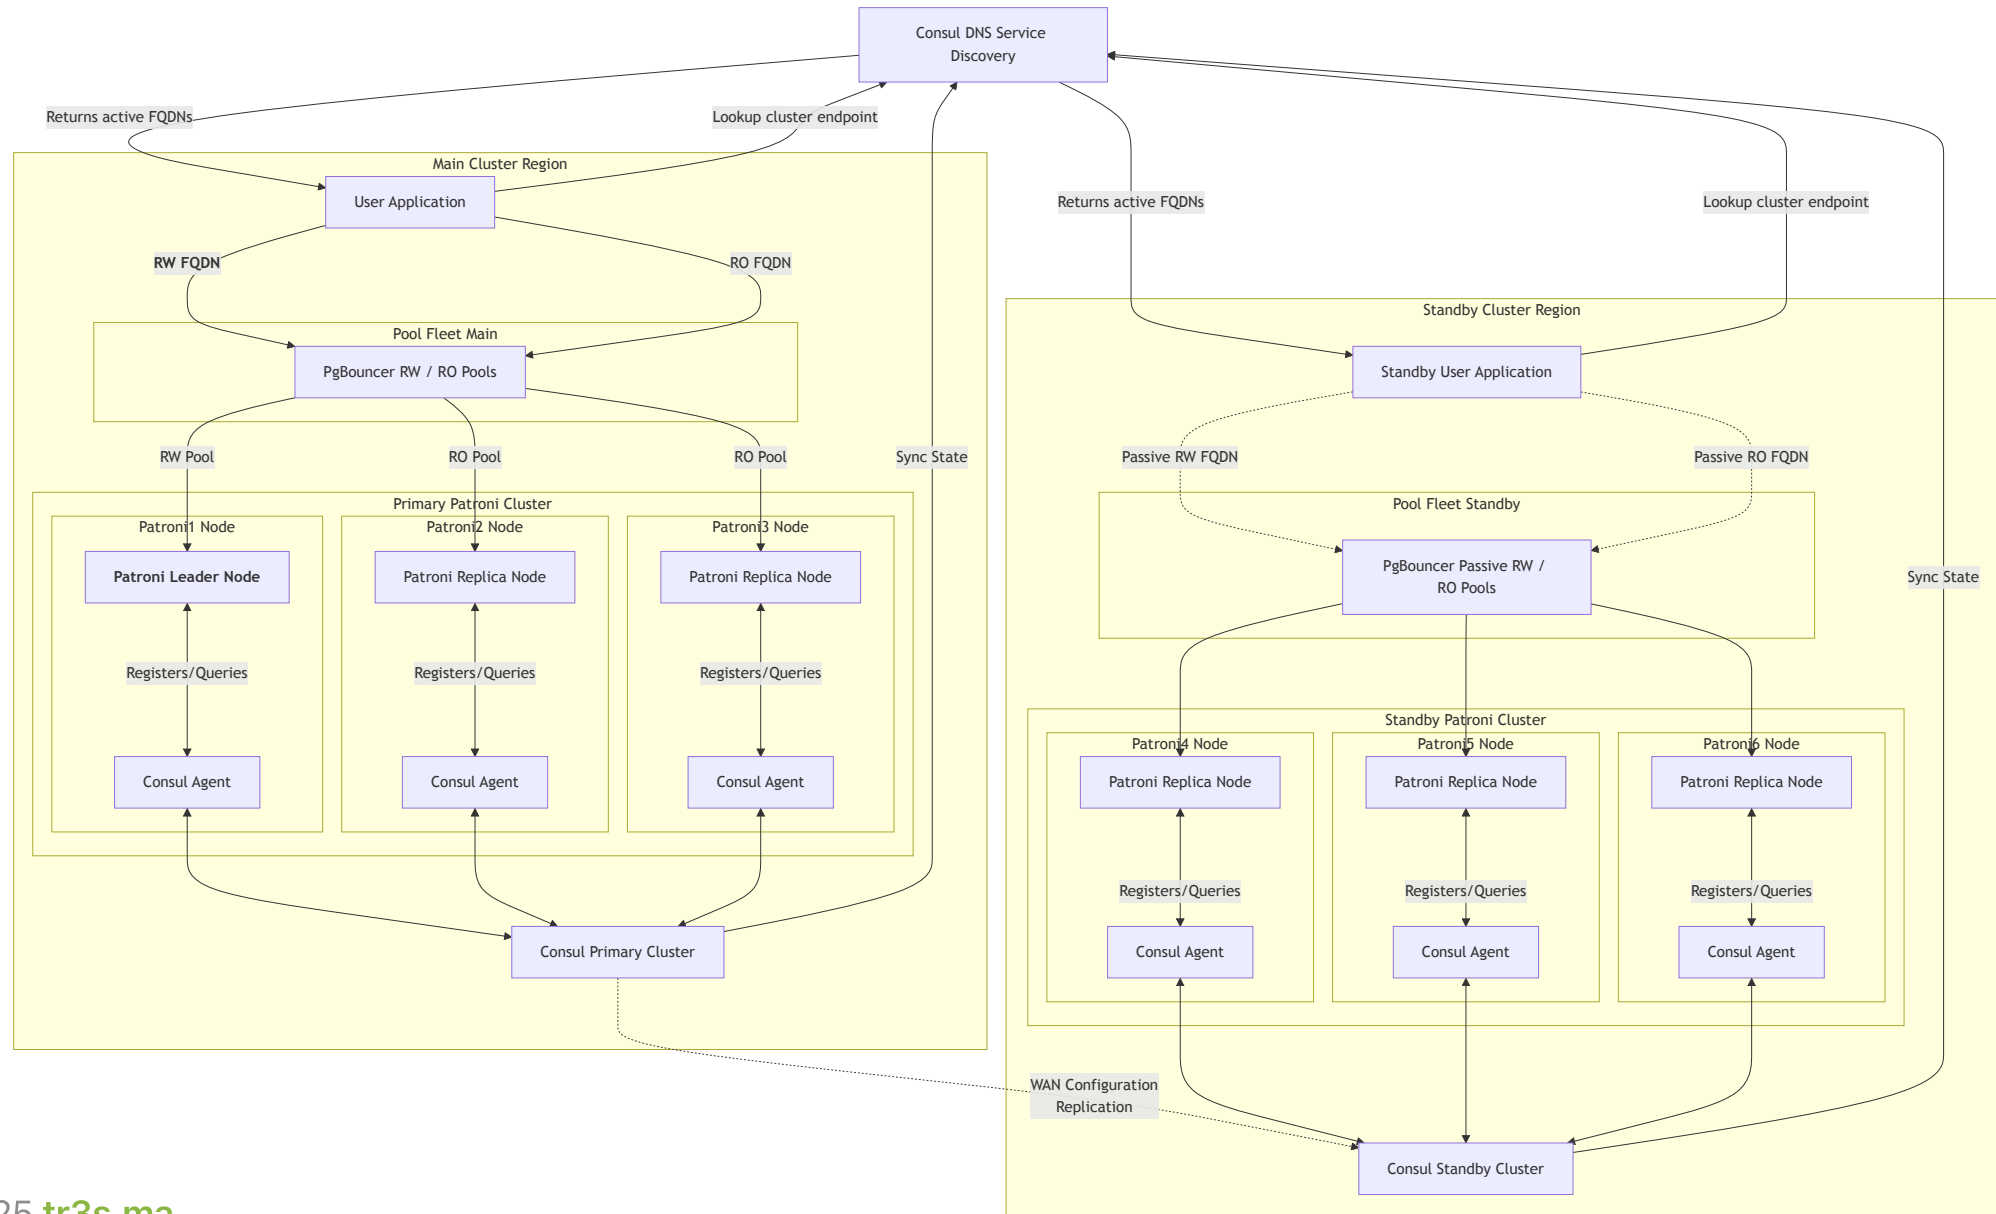 Consul DNS Service
Discovery
Returns active FQDNs
Lookup cluster endpoint
Main Cluster Region
User Application
Returns active FQDNs
Lookup cluster endpoint
RW FQDN
RO FQDN
Standby Cluster Region
Pool Fleet Main
PgBouncer RW / RO Pools
Standby User Application
RW Pool
RO Pool
RO Pool
Sync State
Passive RW FQDN
Passive RO FQDN
Primary Patroni Cluster
Pool Fleet Standby
Patroni1 Node
Patroni2 Node
Patroni3 Node
Patroni Leader Node
Patroni Replica Node
Patroni Replica Node
PgBouncer Passive RW /
RO Pools
Sync State
Registers/Queries
Registers/Queries
Registers/Queries
Standby Patroni Cluster
Patroni4 Node
Patroni5 Node
Patroni6 Node
Consul Agent
Consul Agent
Consul Agent
Patroni Replica Node
Patroni Replica Node
Patroni Replica Node
Registers/Queries
Registers/Queries
Registers/Queries
Consul Primary Cluster
Consul Agent
Consul Agent
Consul Agent
WAN Configuration
Replication
Consul Standby Cluster
25 tr3s.ma